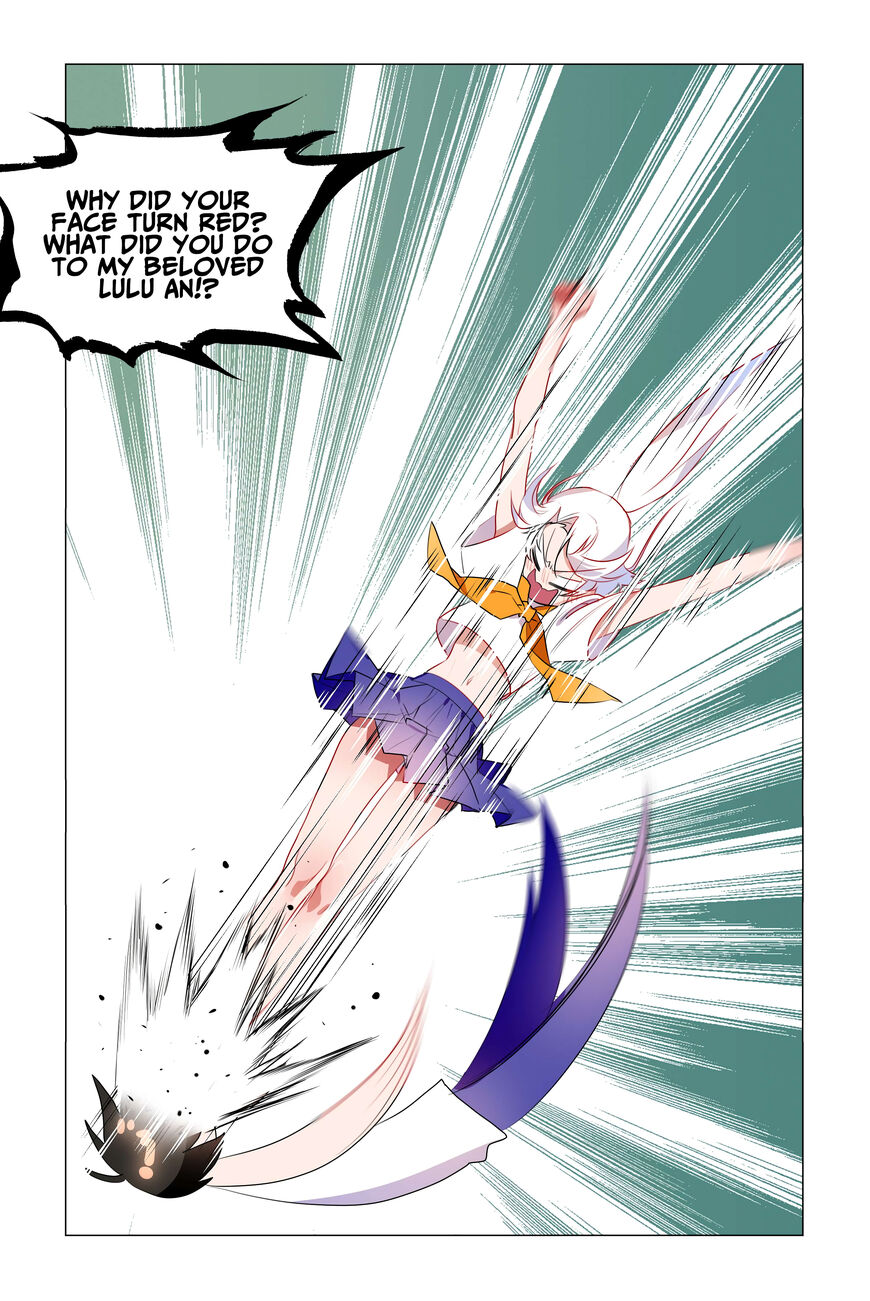 WHY DID YOUR
FACE TURN RED?
WHAT DID YOU DO
TO MY BELOVED
LULU AN!?